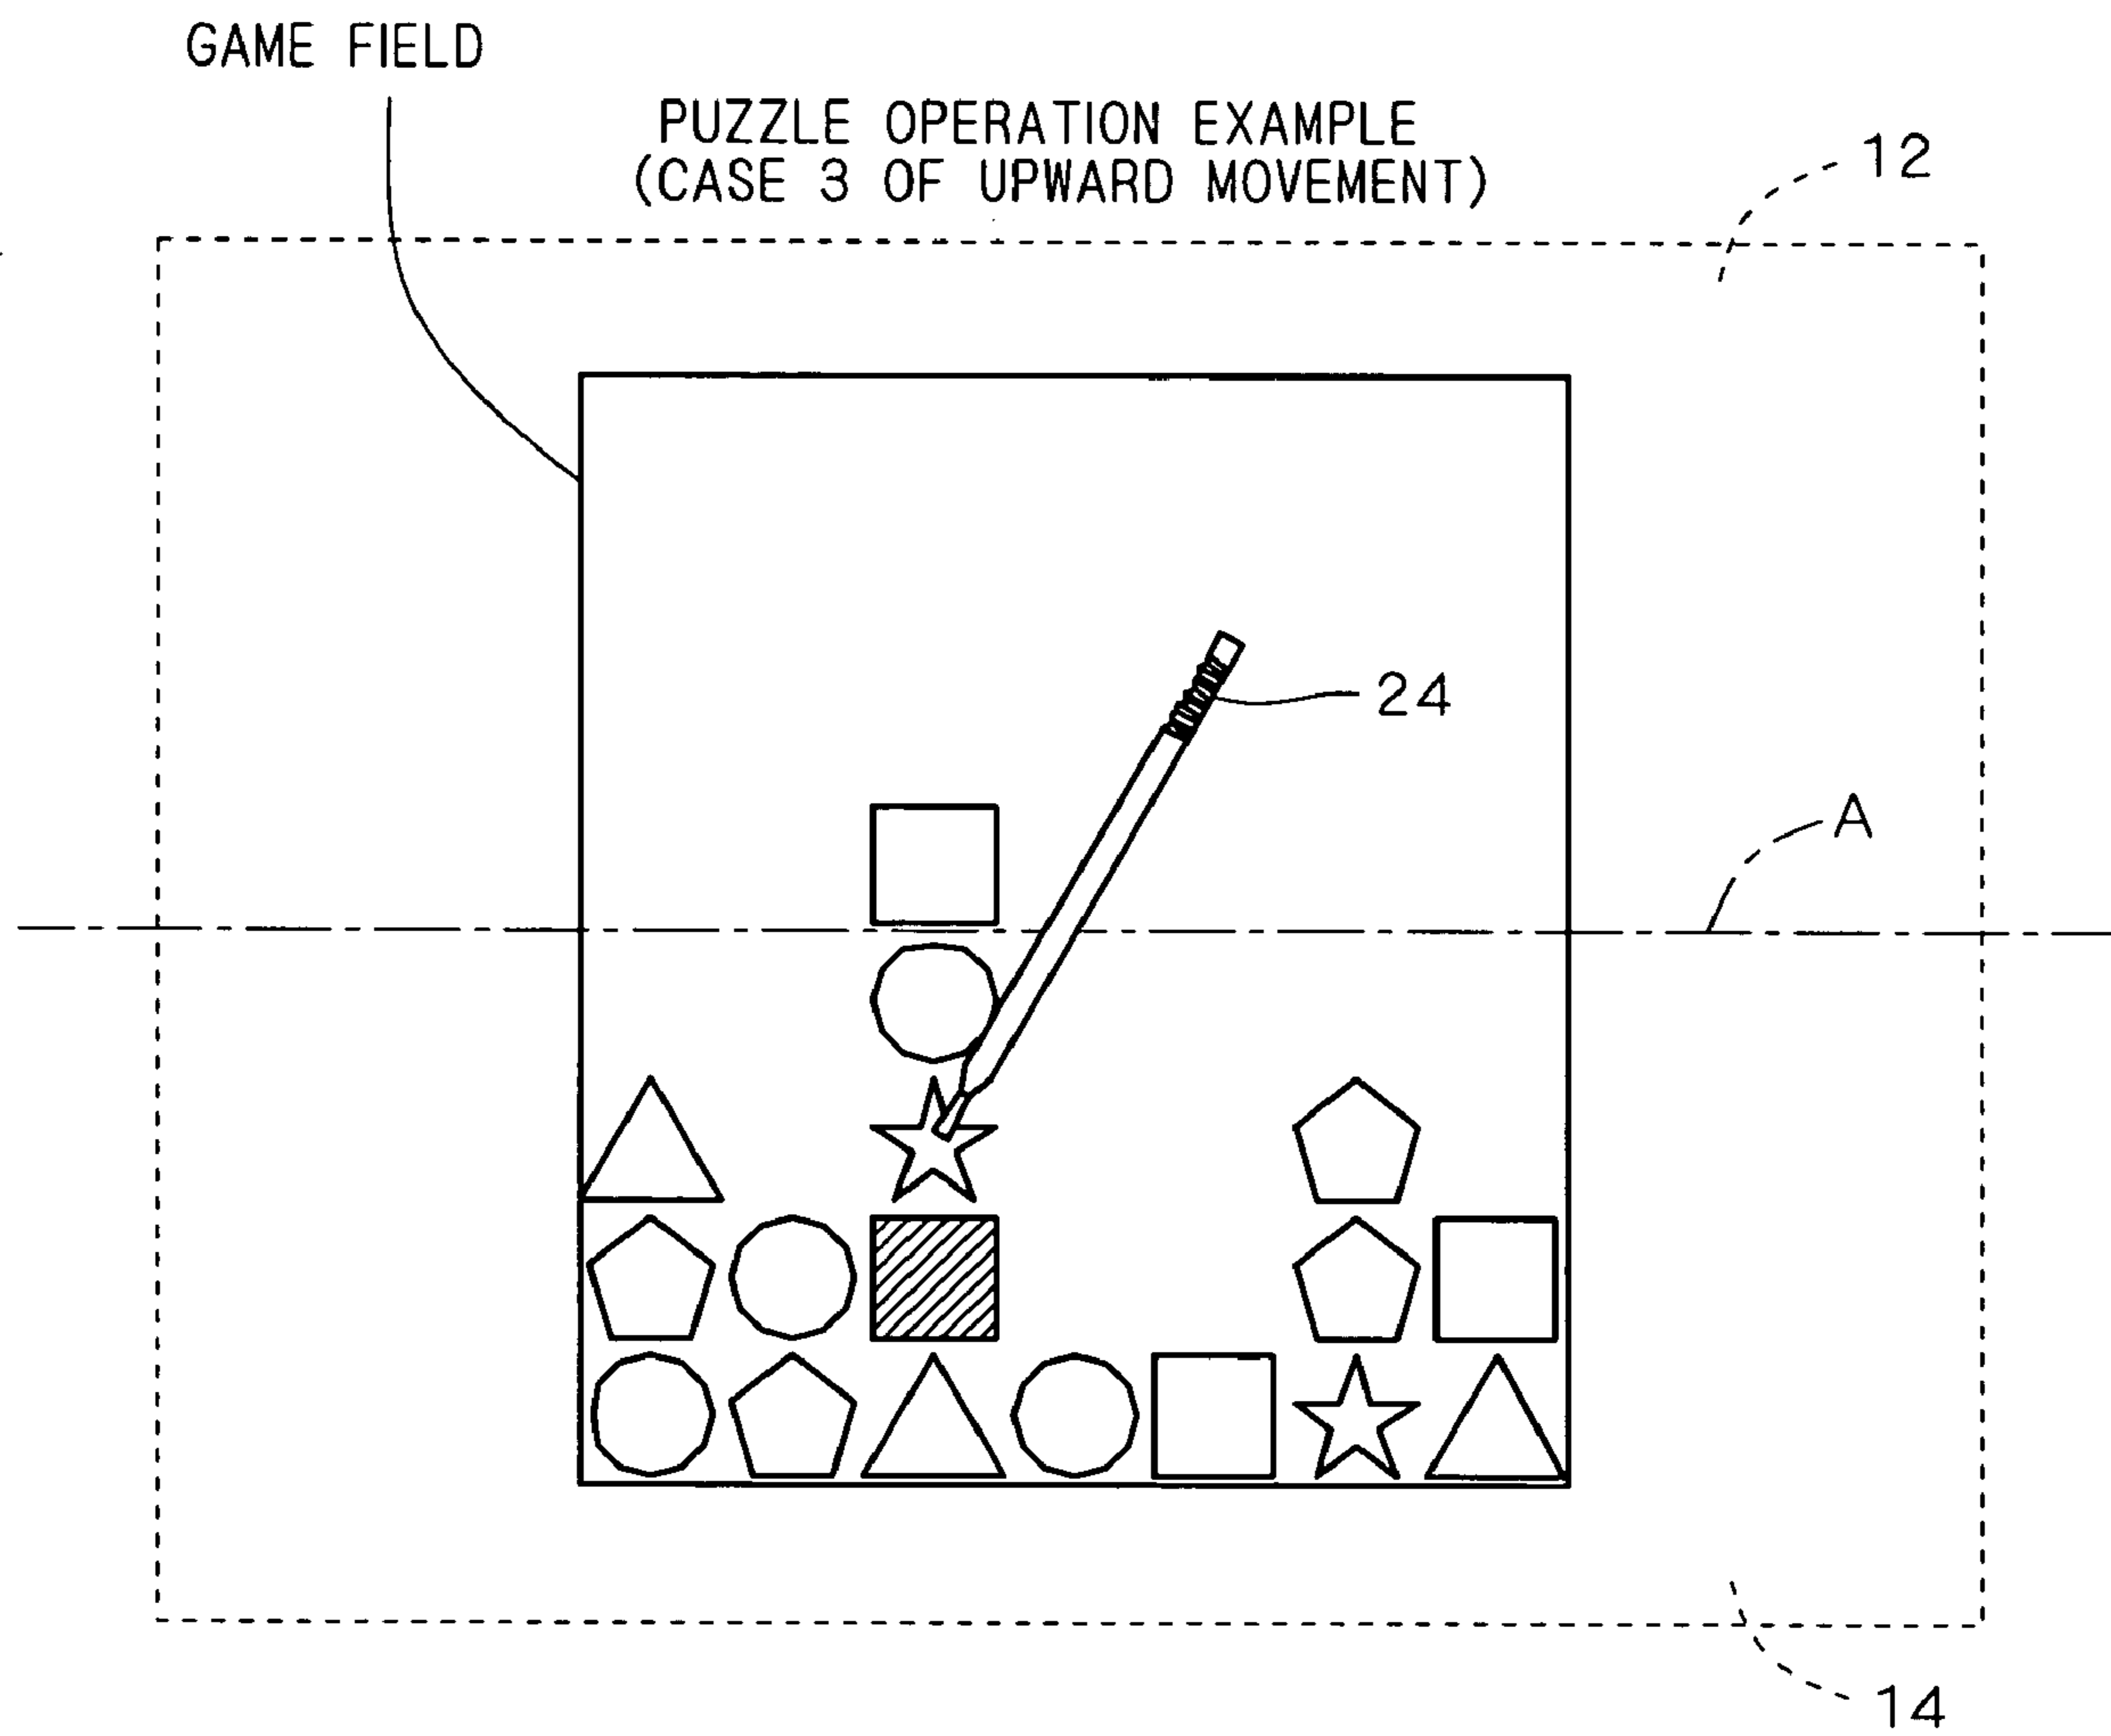 GAME FIELD
PUZZLE OPERATION EXAMPLE
(CASE 3 OF UPWARD MOVEMENT)
12
24
A
14